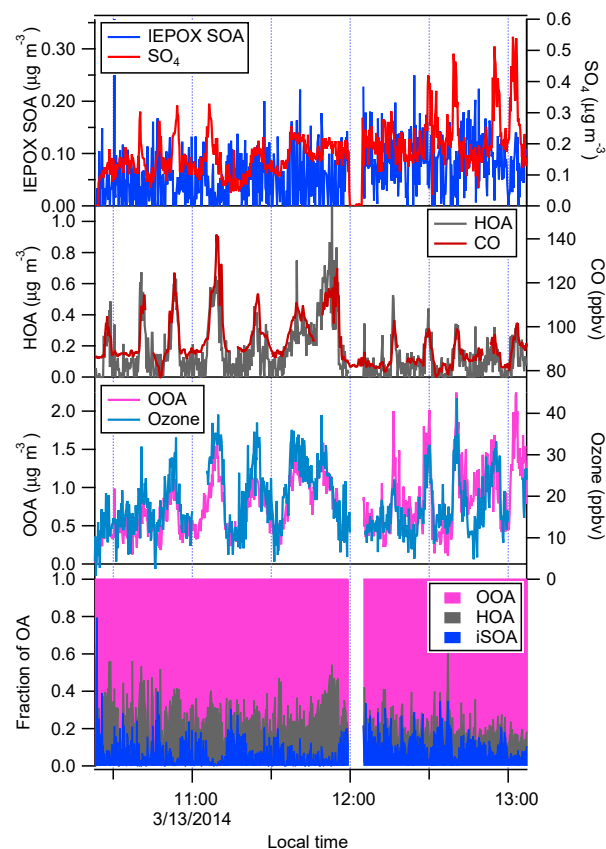 IEPOX SOA (µg m-3)
0.30
0.20
0.10
0.00
IEPOX SOA
SO4
0.6
0.5
0.4
0.3
0.2
0.1
0.0
SO4 (µg m-3)
HOA (µg m-3)
1.0
0.8
0.6
0.4
0.2
0.0
HOA
CO
140
120
100
80
CO (ppbv)
OOA (µg m-3)
2.0
1.5
1.0
0.5
0.0
OOA
Ozone
40
30
20
10
0
Ozone (ppbv)
Fraction of OA
1.0
0.8
0.6
0.4
0.2
0.0
OOA
HOA
iSOA
11:00
12:00
13:00
3/13/2014
Local time